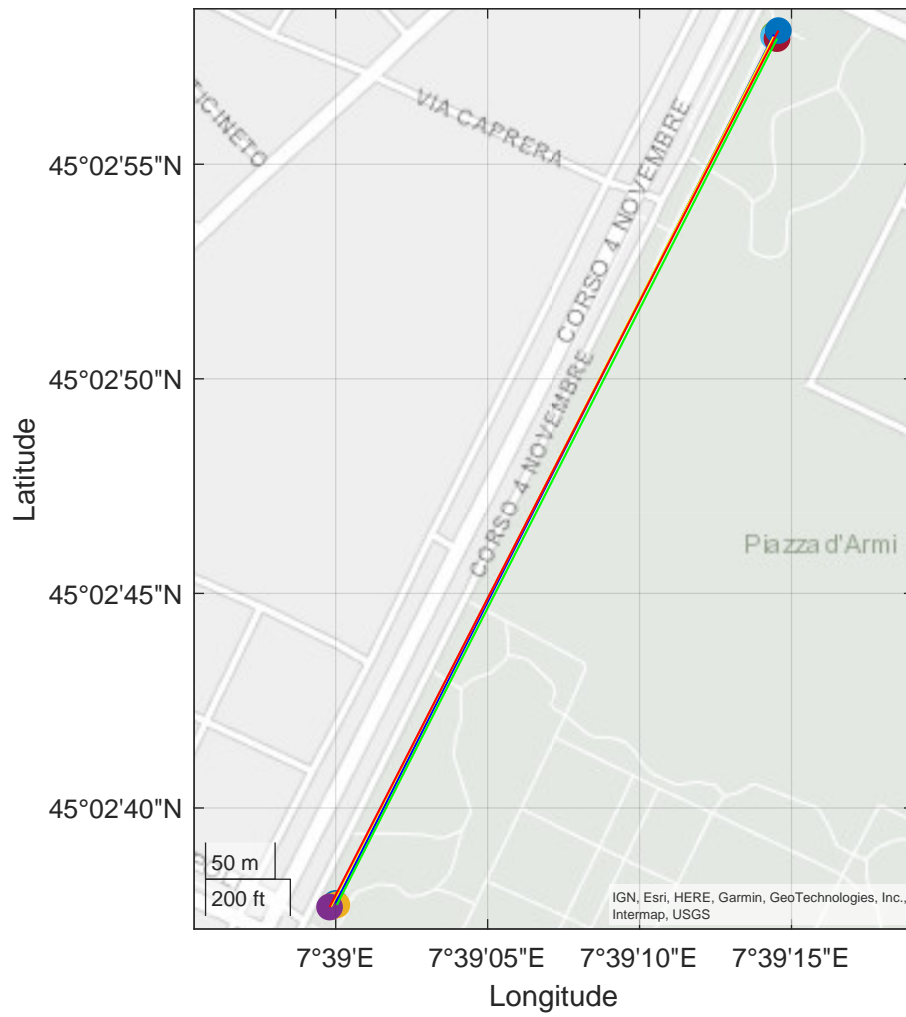 TICINETO
VIA CAPRERA
CORSO 4 NOVEMBRE
CORSO 4 NOVEMBRE
Piazza d'Armi
45°02'55"N
45°02'50"N
45°02'45"N
45°02'40"N
Latitude
50 m
200 ft
IGN, Esri, HERE, Garmin, GeoTechnologies, Inc.,
Intermap, USGS
7°39'E
7°39'05"E
7°39'10"E
7°39'15"E
Longitude